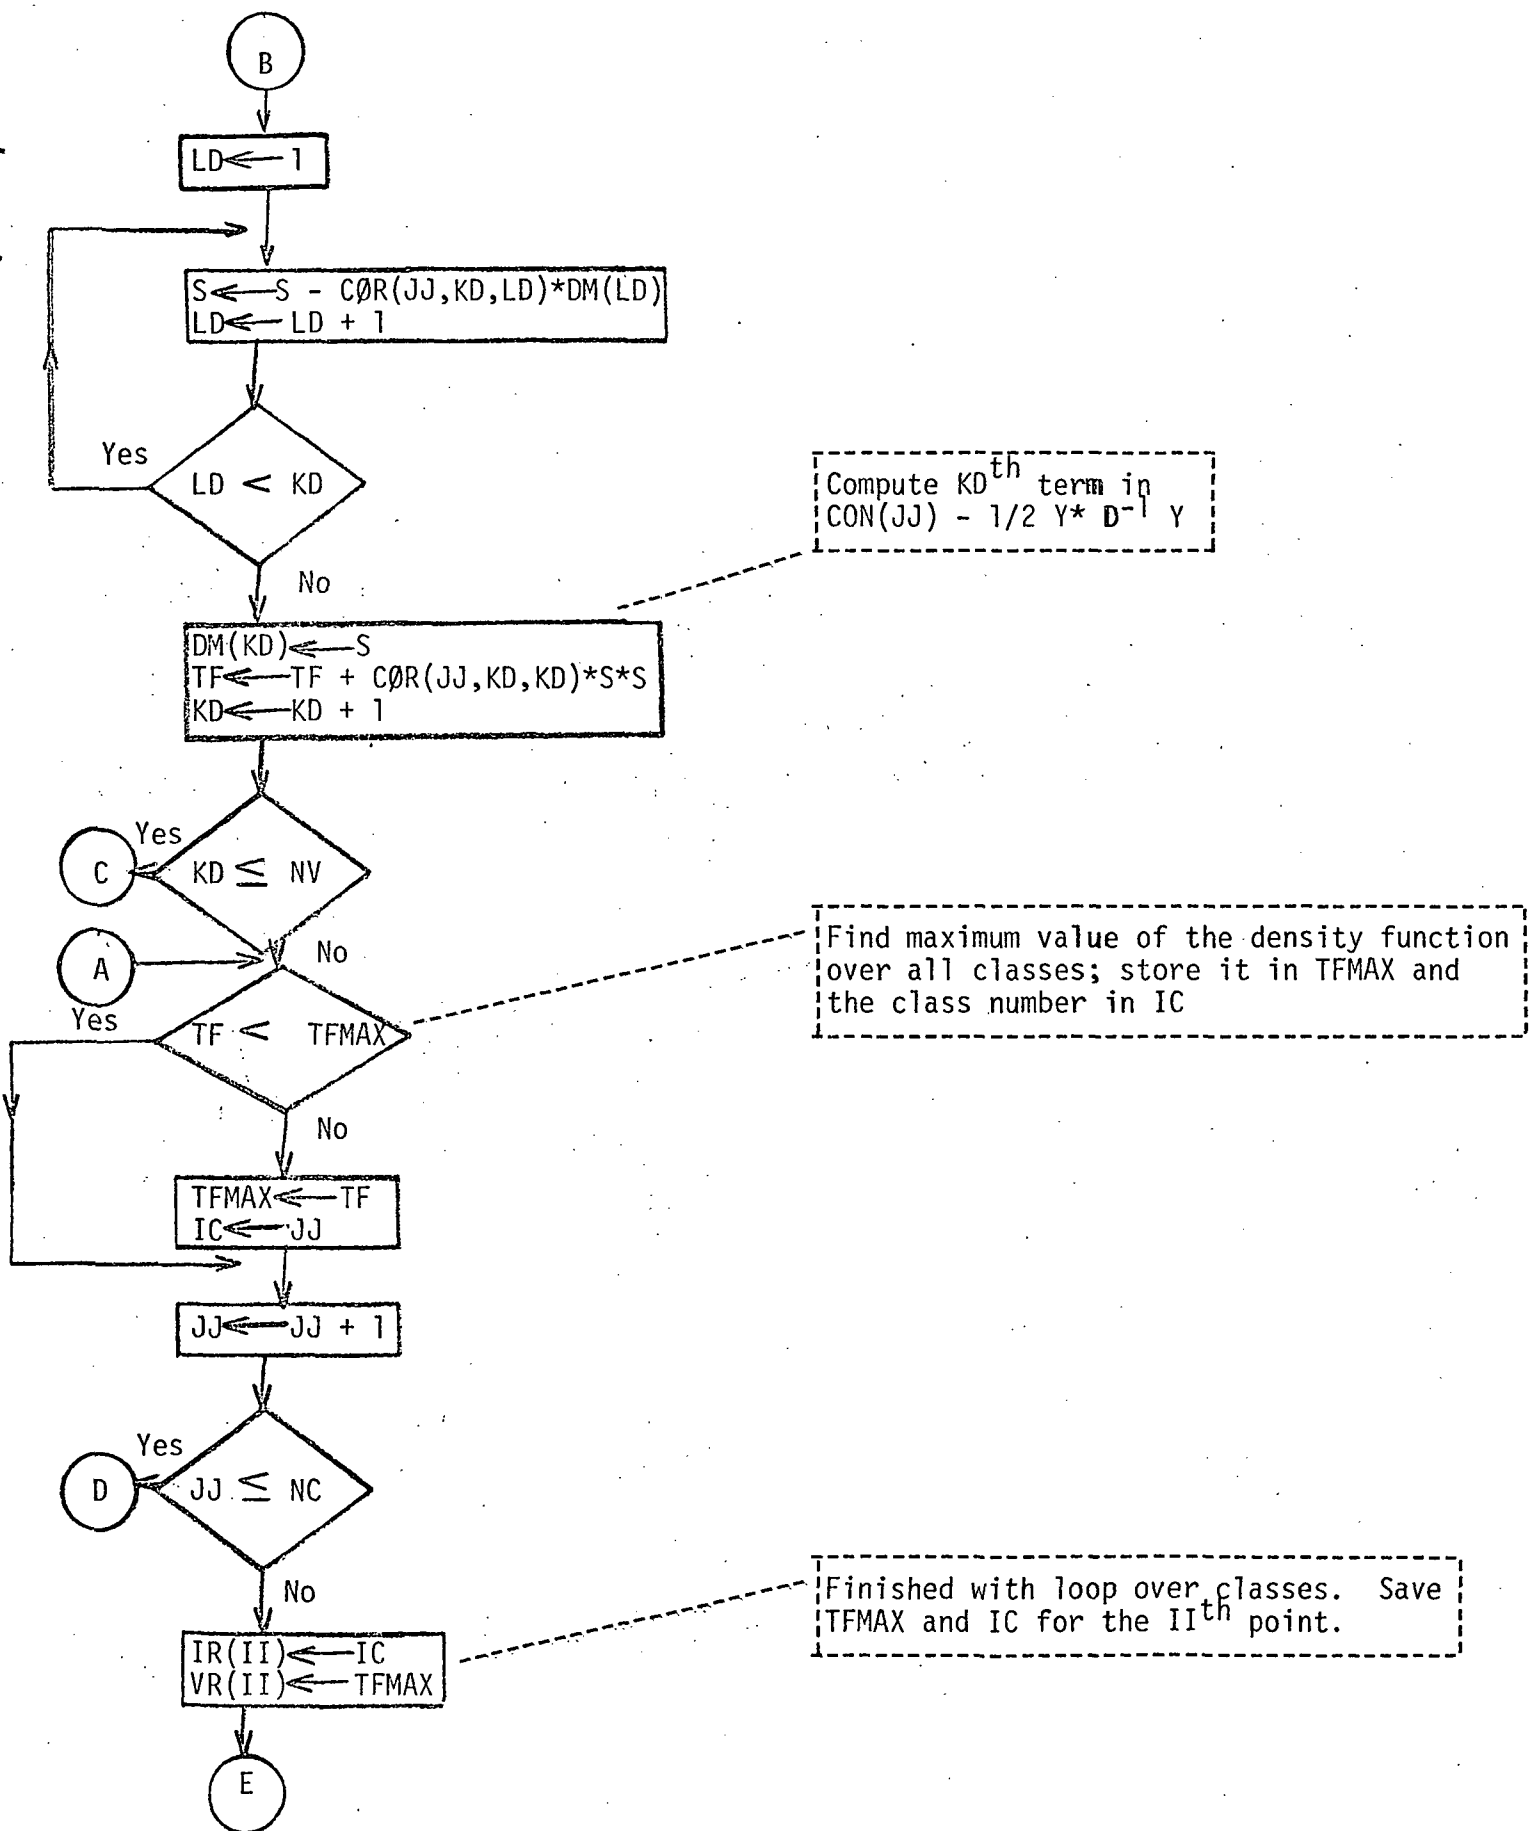 B
LD ← 1
S ← S - CØR(JJ,KD,LD)*DM(LD)
LD ← LD + 1
Yes
LD < KD
No
Compute KDth term in
CON(JJ) - 1/2 Y* D-1 Y
DM(KD) ← S
TF ← TF + CØR(JJ,KD,KD)*S*S
KD ← KD + 1
Yes
C
KD ≤ NV
No
A
Yes
TF < TFMAX
Find maximum value of the density function
over all classes; store it in TFMAX and
the class number in IC
No
TFMAX ← TF
IC ← JJ
JJ ← JJ + 1
Yes
D
JJ ≤ NC
No
Finished with loop over classes. Save
TFMAX and IC for the IIth point.
IR(II) ← IC
VR(II) ← TFMAX
E